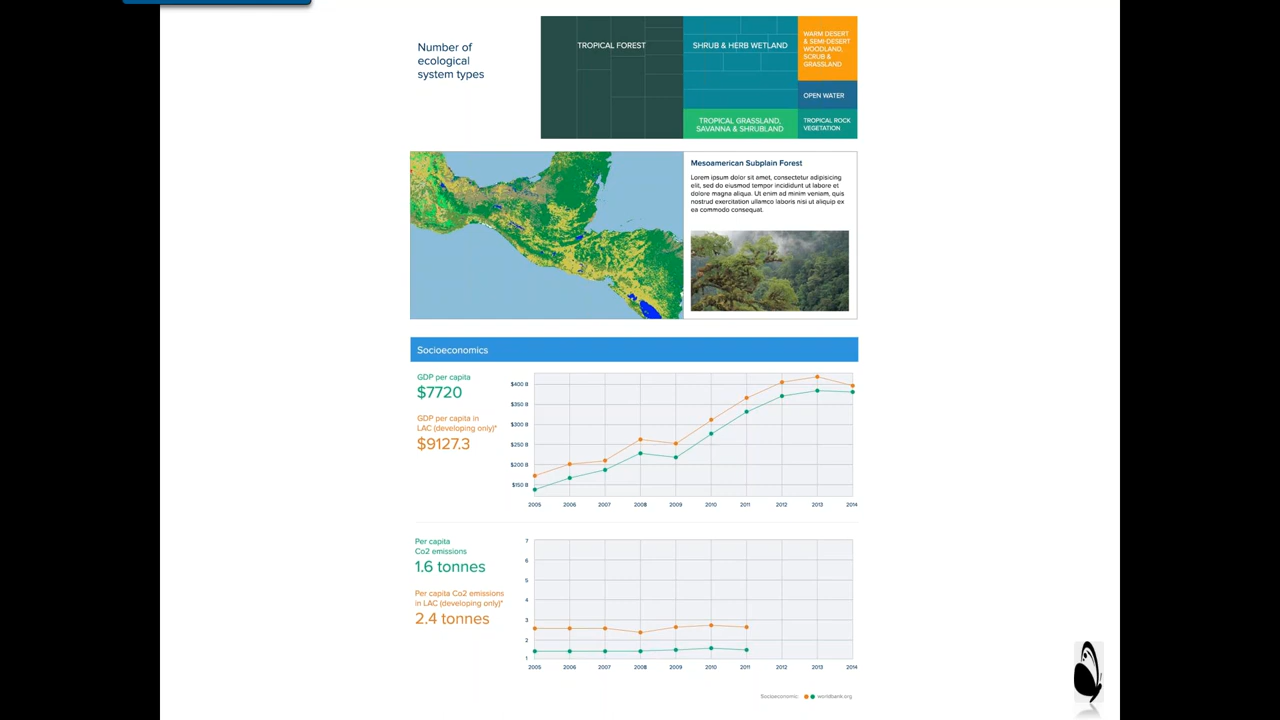 Number of
ecological
system types
TROPICAL FOREST
SHRUB & HERB WETLAND
WARM DESERT
& SEMI-DESERT
WOODLAND,
SCRUB &
GRASSLAND
OPEN WATER
TROPICAL GRASSLAND,
SAVANNA & SHRUBLAND
TROPICAL ROCK
VEGETATION
Mesoamerican Subplain Forest
Lorem ipsum dolor sit amet, consectetur adipisicing
elit, sed do eiusmod tempor incididunt ut labore et
dolore magna aliqua. Ut enim ad minim veniam, quis
nostrud exercitation ullamco laboris nisi ut aliquip ex
ea commodo consequat.
Socioeconomics
GDP per capita
$7720
GDP per capita in
LAC (developing only)*
$9127.3
$400 B
$350 B
$300 B
$250 B
$200 B
$150 B
2005 2006 2007 2008 2009 2010 2011 2012 2013 2014
Per capita
Co2 emissions
1.6 tonnes
Per capita Co2 emissions
in LAC (developing only)*
2.4 tonnes
7
6
5
4
3
2
1
2005 2006 2007 2008 2009 2010 2011 2012 2013 2014
Socioeconomic: worldbank.org